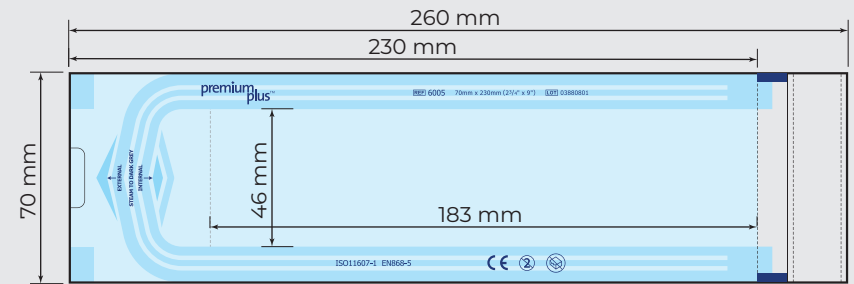 260 mm
230 mm
premium plus™
REF 6005 70mm x 230mm (2³/⁴" x 9") LOT 03880801
70 mm
EXTERNAL
STEAM TO DARK GREY
INTERNAL
46 mm
183 mm
ISO11607-1 EN868-5
CE 2